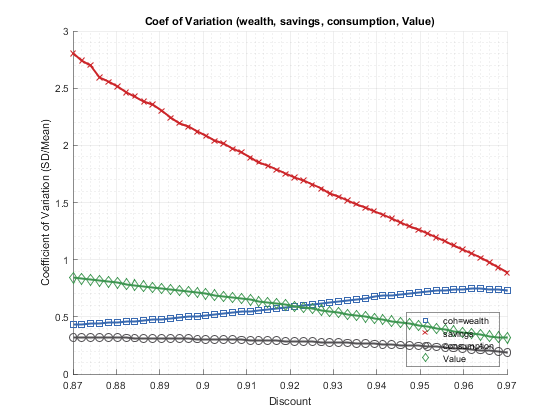 Coef of Variation (wealth, savings, consumption, Value)
3
2.5
2
1.5
1
0.5
0
Coefficient of Variation (SD/Mean)
coh=wealth
savings
consumption
Value
0.87 0.88 0.89 0.9 0.91 0.92 0.93 0.94 0.95 0.96 0.97
Discount